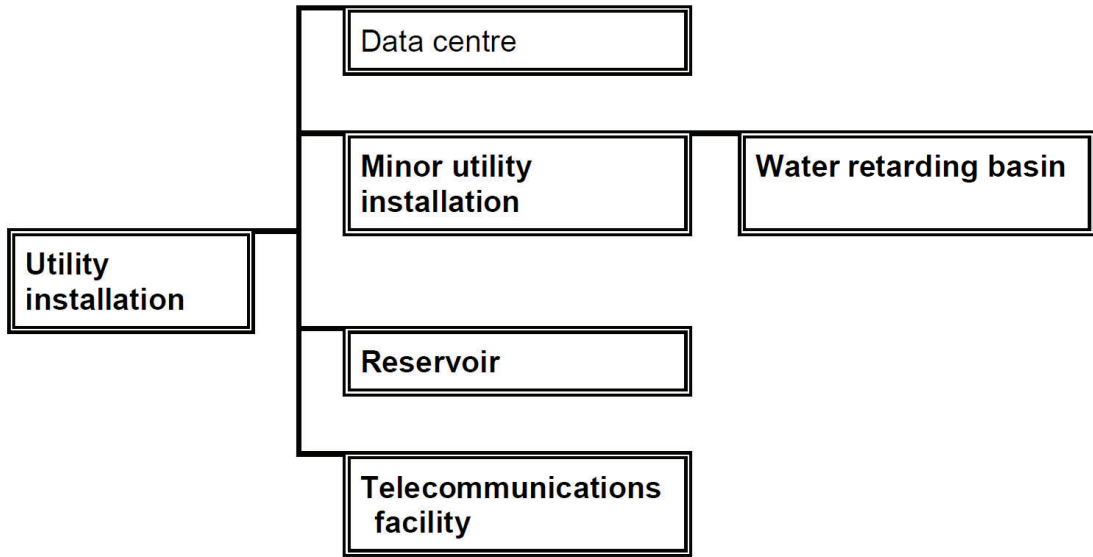 Data centre
Minor utility
installation
Water retarding basin
Utility
installation
Reservoir
Telecommunications
facility